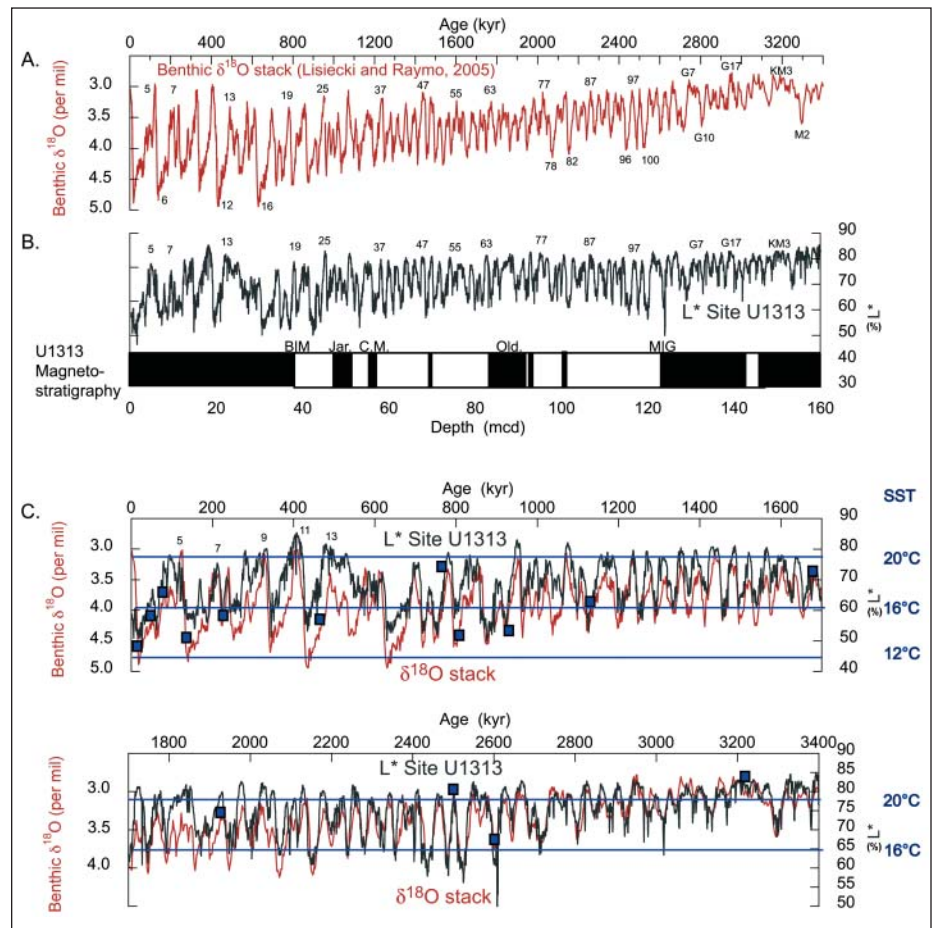 Age (kyr)
0 400 800 1200 1600 2000 2400 2800 3200
A.
Benthic δ18O stack (Lisiecki and Raymo, 2005)
Benthic δ18O (per mil)
3.0
3.5
4.0
4.5
5.0
5 7 13 19 25 37 47 55 63 77 87 97 G7 G17 KM3
6 12 16 78 82 96 100 G10 M2
B.
5 7 13 19 25 37 47 55 63 77 87 97 G7 G17 KM3
L* Site U1313
90
80
70
60
50
40
30
L*
(%)
BIM Jar. C.M. Old. MIG
U1313
Magneto-
stratigraphy
0 20 40 60 80 100 120 140 160
Depth (mcd)
C.
Age (kyr)
0 200 400 600 800 1000 1200 1400 1600
SST
L* Site U1313
5 7 9 11 13
Benthic δ18O (per mil)
3.0
3.5
4.0
4.5
5.0
90
80
70
60
50
40
L*
(%)
20°C
16°C
12°C
δ18O stack
Age (kyr)
1800 2000 2200 2400 2600 2800 3000 3200 3400
L* Site U1313
Benthic δ18O (per mil)
3.0
3.5
4.0
90
85
80
75
70
65
60
55
50
L*
(%)
20°C
16°C
δ18O stack